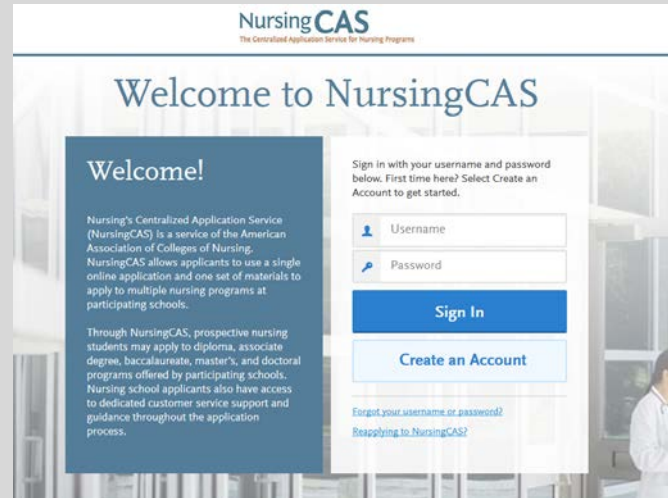 NursingCAS
The Centralized Application Service for Nursing Programs
Welcome to NursingCAS
Welcome!
Nursing's Centralized Application Service
(NursingCAS) is a service of the American
Association of Colleges of Nursing.
NursingCAS allows applicants to use a single
online application and one set of materials to
apply to multiple nursing programs at
participating schools.
Through NursingCAS, prospective nursing
students may apply to diploma, associate
degree, baccalaureate, master's, and doctoral
programs offered by participating schools.
Nursing school applicants also have access
to dedicated customer service support and
guidance throughout the application
process.
Sign in with your username and password
below. First time here? Select Create an
Account to get started.
Username
Password
Sign In
Create an Account
Forgot your username or password?
Reapplying to NursingCAS?